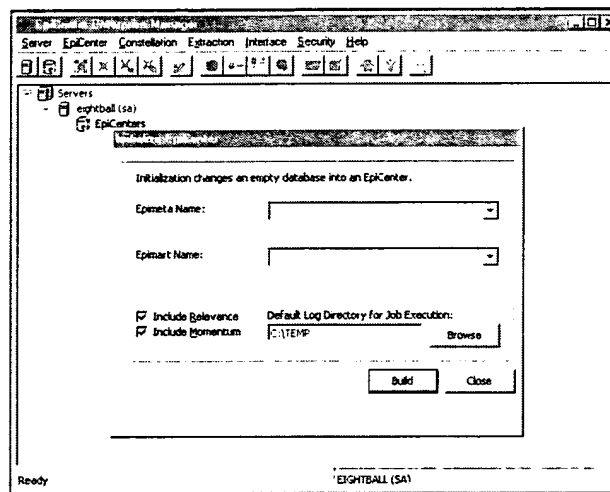 Server EpiCenter Constellation Extraction Interface Security Help
Servers
eightball (sa)
EpiCenters
Initialization changes an empty database into an EpiCenter.
Epimeta Name:
Epimart Name:
Include Relevance Default Log Directory for Job Execution:
Include Momentum C:\TEMP Browse
Build Close
Ready EIGHTBALL (SA)